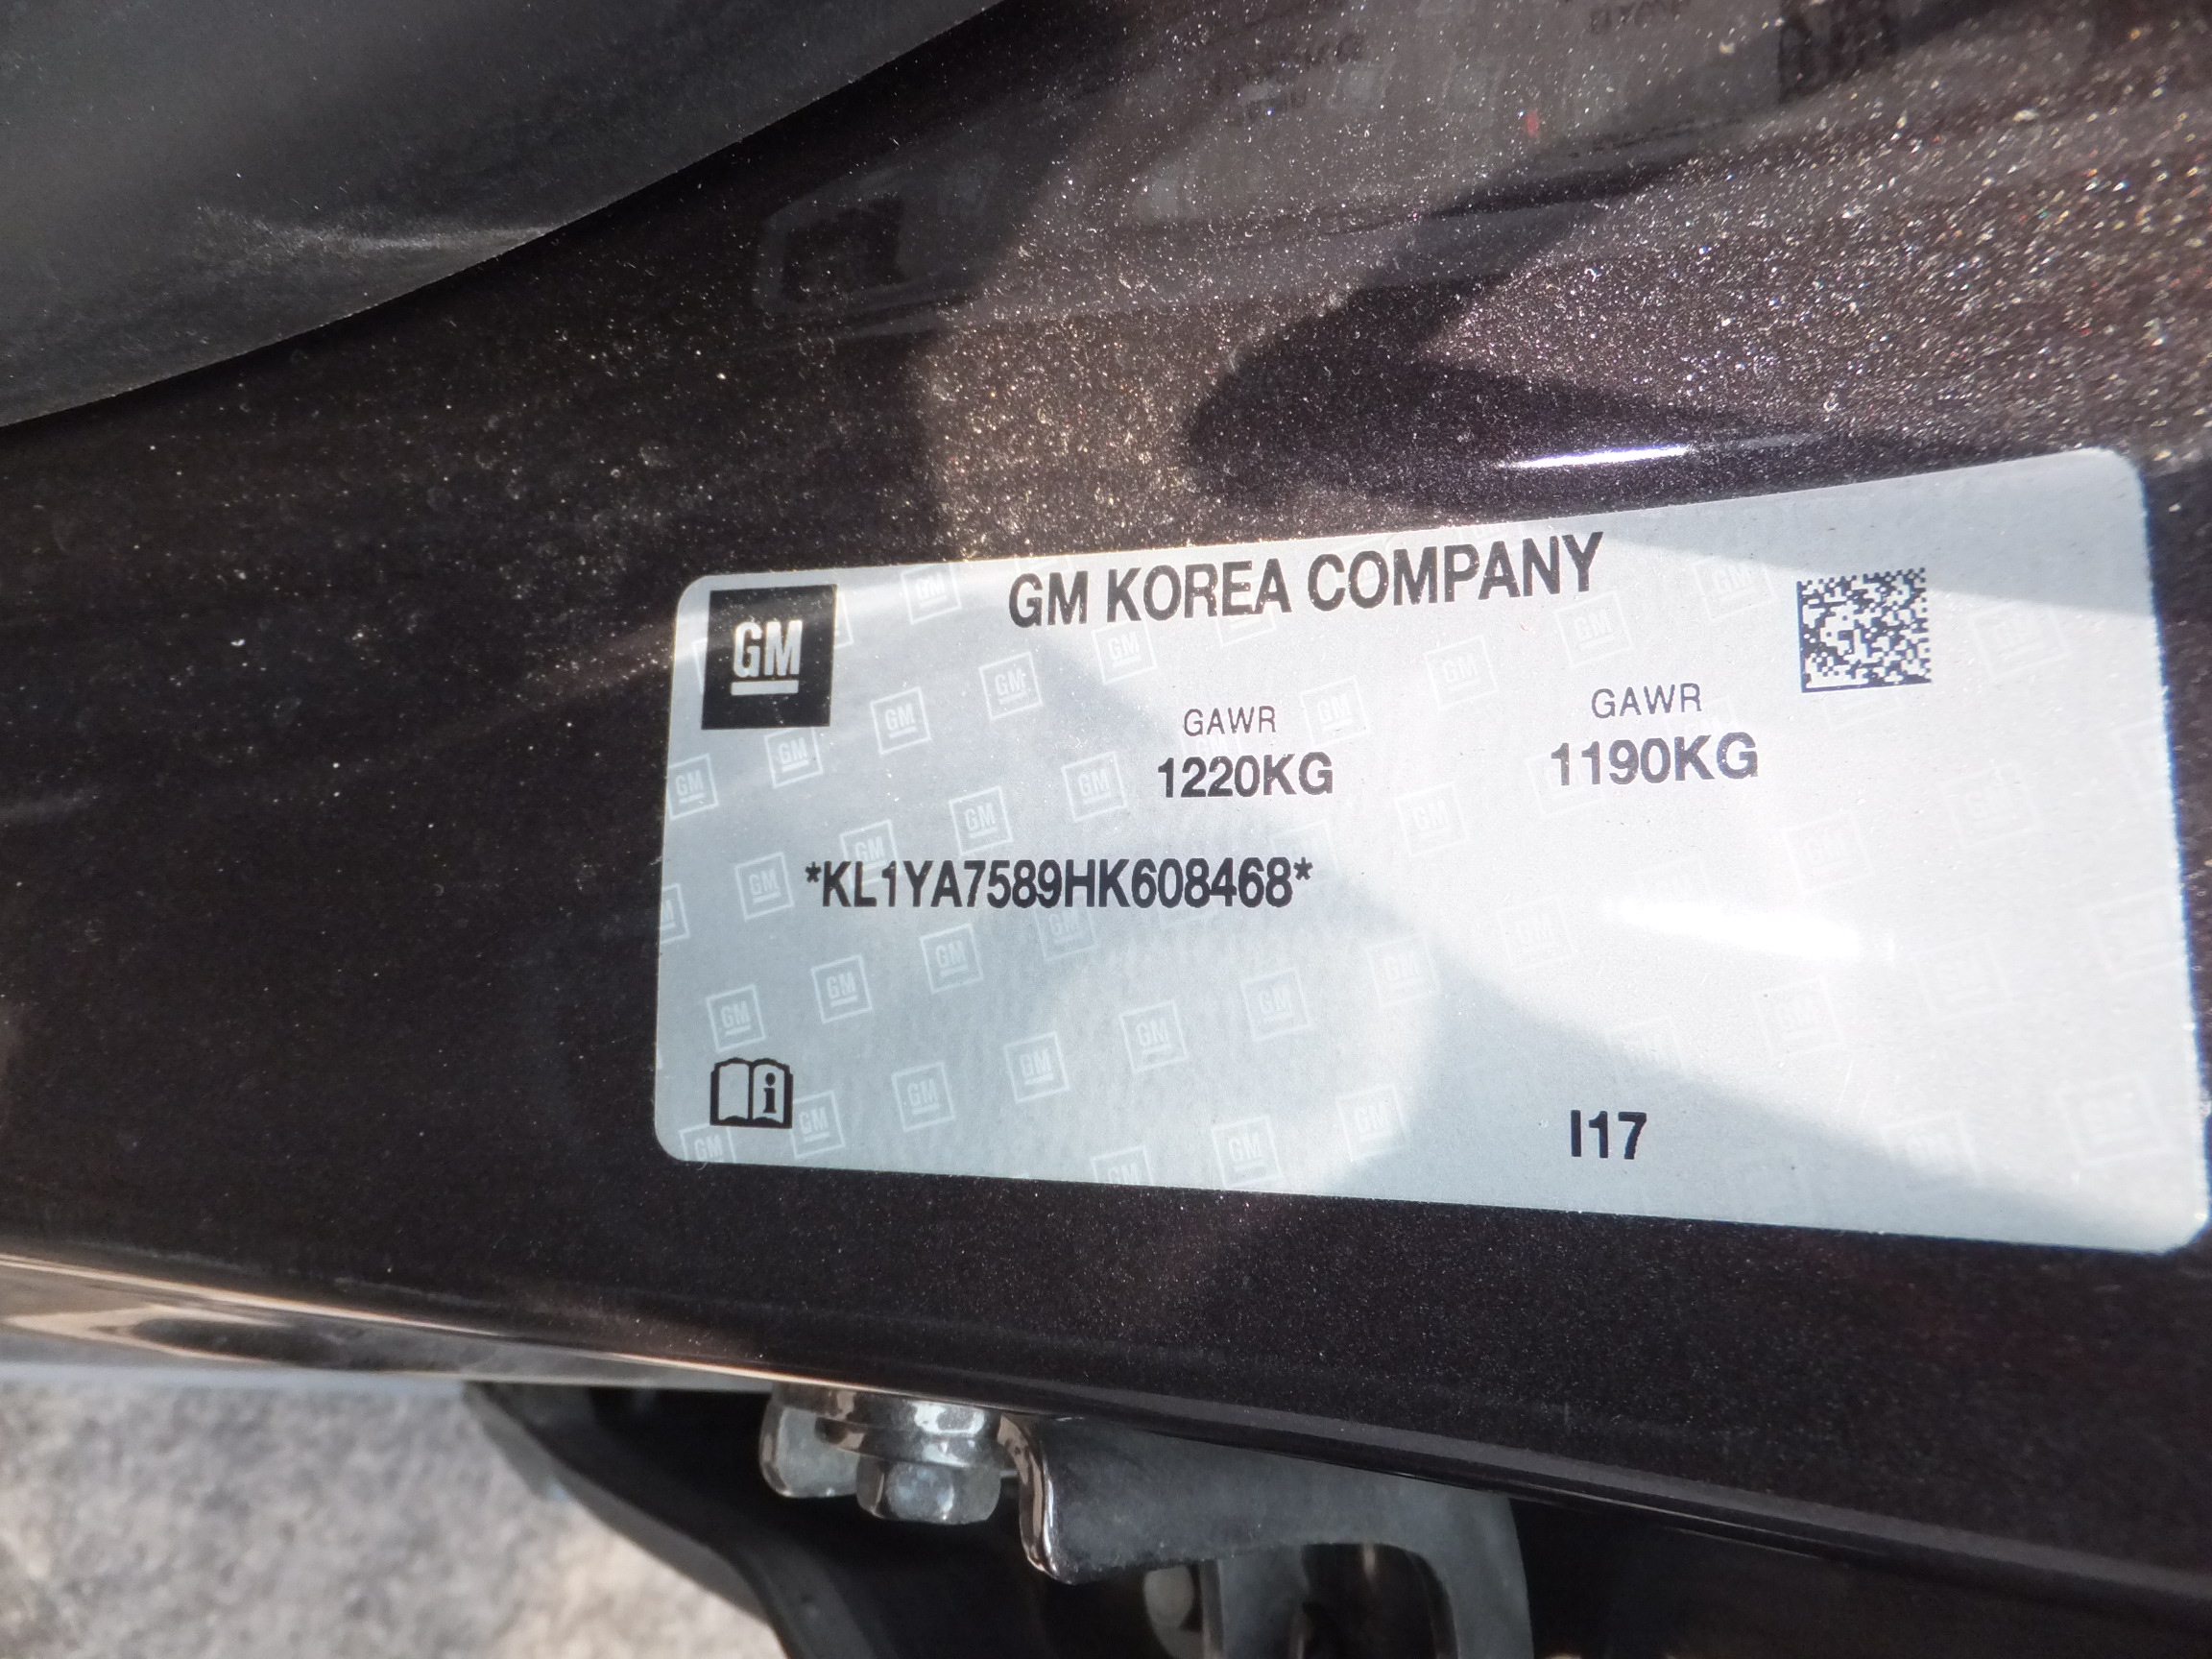 GM
GM KOREA COMPANY
GAWR GAWR
1220KG 1190KG
*KL1YA7589HK608468*
i
I17